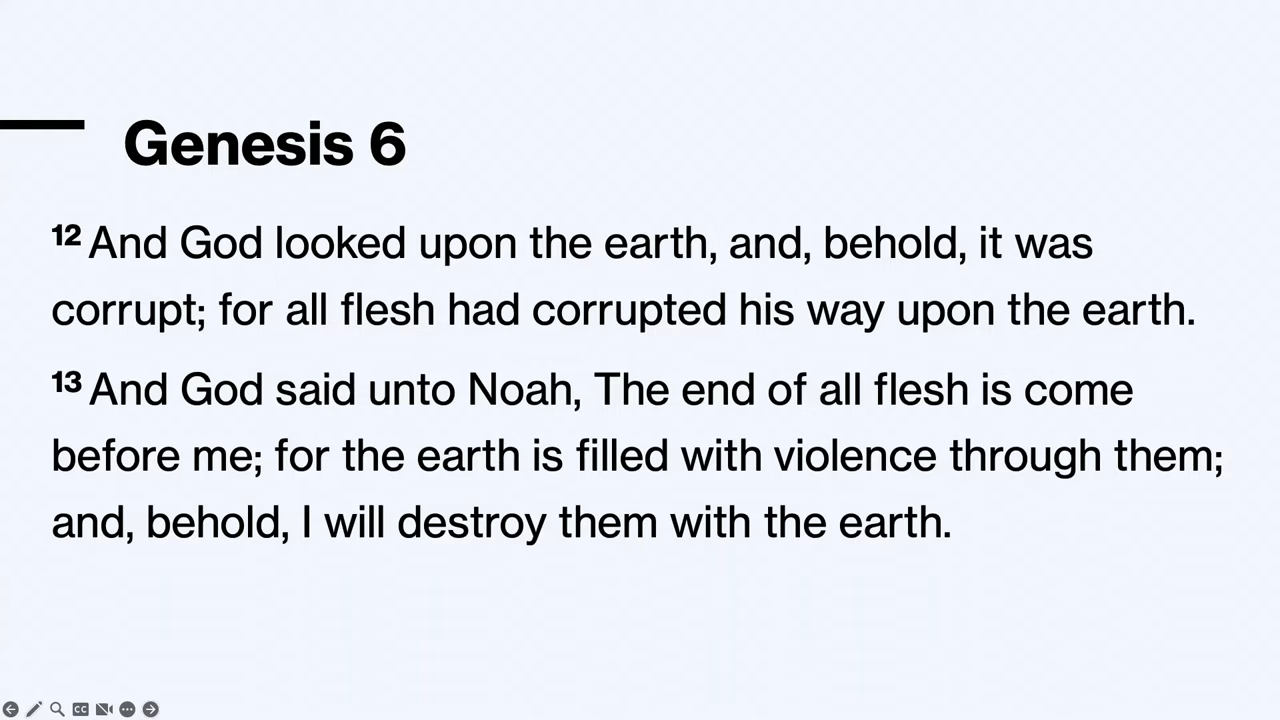 Genesis 6
12 And God looked upon the earth, and, behold, it was
corrupt; for all flesh had corrupted his way upon the earth.
13 And God said unto Noah, The end of all flesh is come
before me; for the earth is filled with violence through them;
and, behold, I will destroy them with the earth.
CC